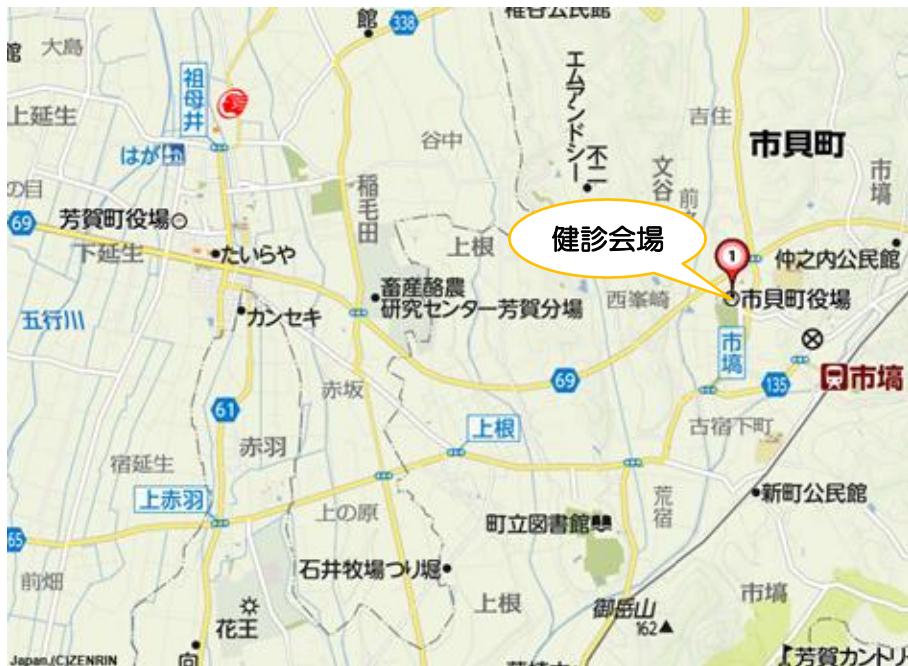 館
338
椎谷公民館
館
大島
祖母井
上延生
はが
谷中
エムアンドシー
不二
吉住
市貝町
文谷
市塙
の目
稲毛田
69
芳賀町役場
下延生
たいらや
上根
健診会場
1
仲之内公民館
畜産酪農
研究センター芳賀分場
西峯崎
市貝町役場
五行川
カンセキ
市塙
赤坂
69
135
市塙
61
上根
古宿下町
赤羽
宿延生
上赤羽
上の原
荒宿
新町公民館
町立図書館
65
前畑
石井牧場つり堀
上根
市塙
御岳山
162
花王
芳賀カントリー
Japan,(C)ZENRIN